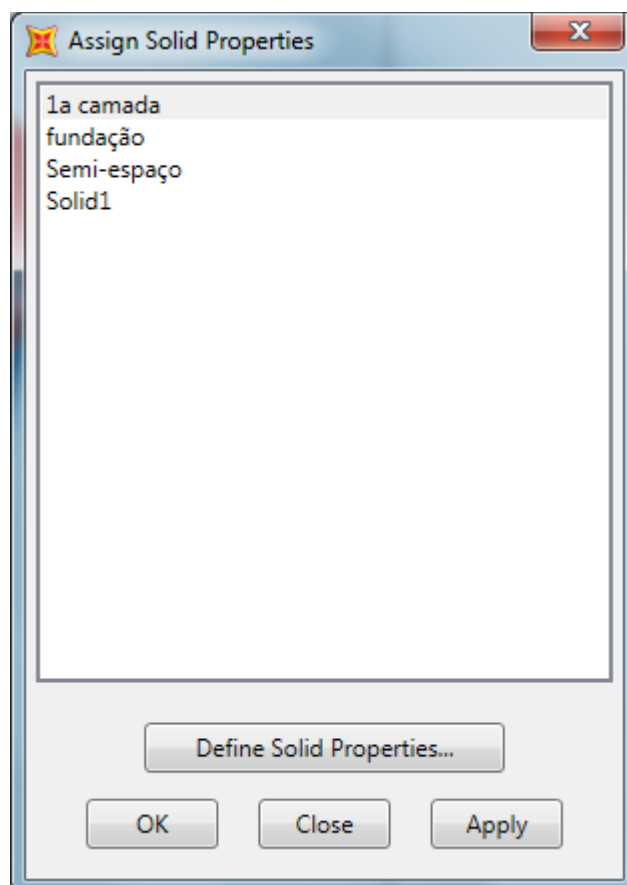 Assign Solid Properties
1a camada
fundação
Semi-espaço
Solid1
Define Solid Properties...
OK Close Apply